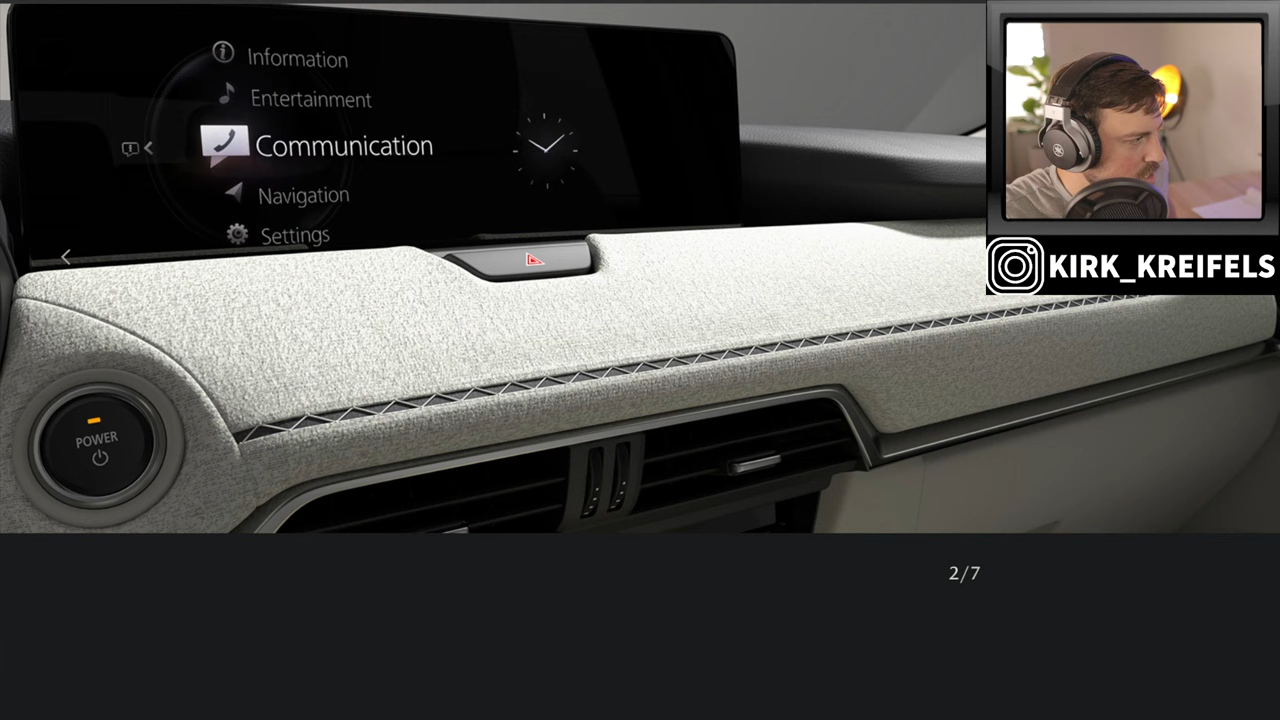 Information
Entertainment
Communication
Navigation
Settings
POWER
KIRK_KREIFELS
2/7